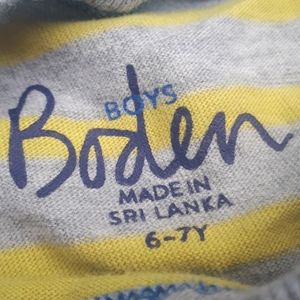 BOYS
Boden
MADE IN
SRI LANKA
6-7Y